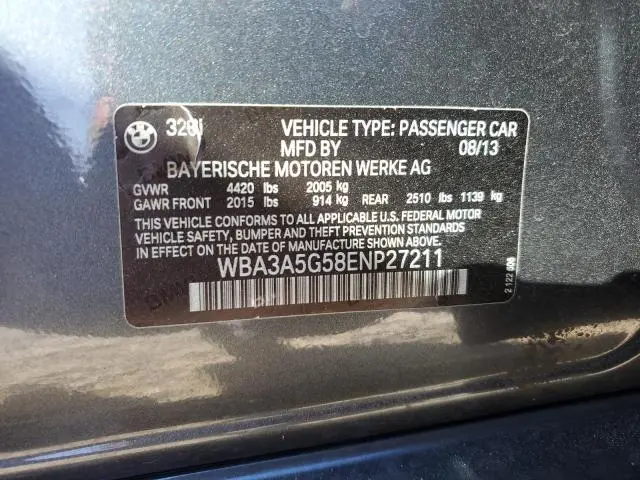 BMW 328i VEHICLE TYPE: PASSENGER CAR
MFD BY 08/13
BAYERISCHE MOTOREN WERKE AG
GVWR 4420 lbs 2005 kg
GAWR FRONT 2015 lbs 914 kg REAR 2510 lbs 1139 kg
THIS VEHICLE CONFORMS TO ALL APPLICABLE U.S. FEDERAL MOTOR
VEHICLE SAFETY, BUMPER AND THEFT PREVENTION STANDARDS
IN EFFECT ON THE DATE OF MANUFACTURE SHOWN ABOVE.
WBA3A5G58ENP27211